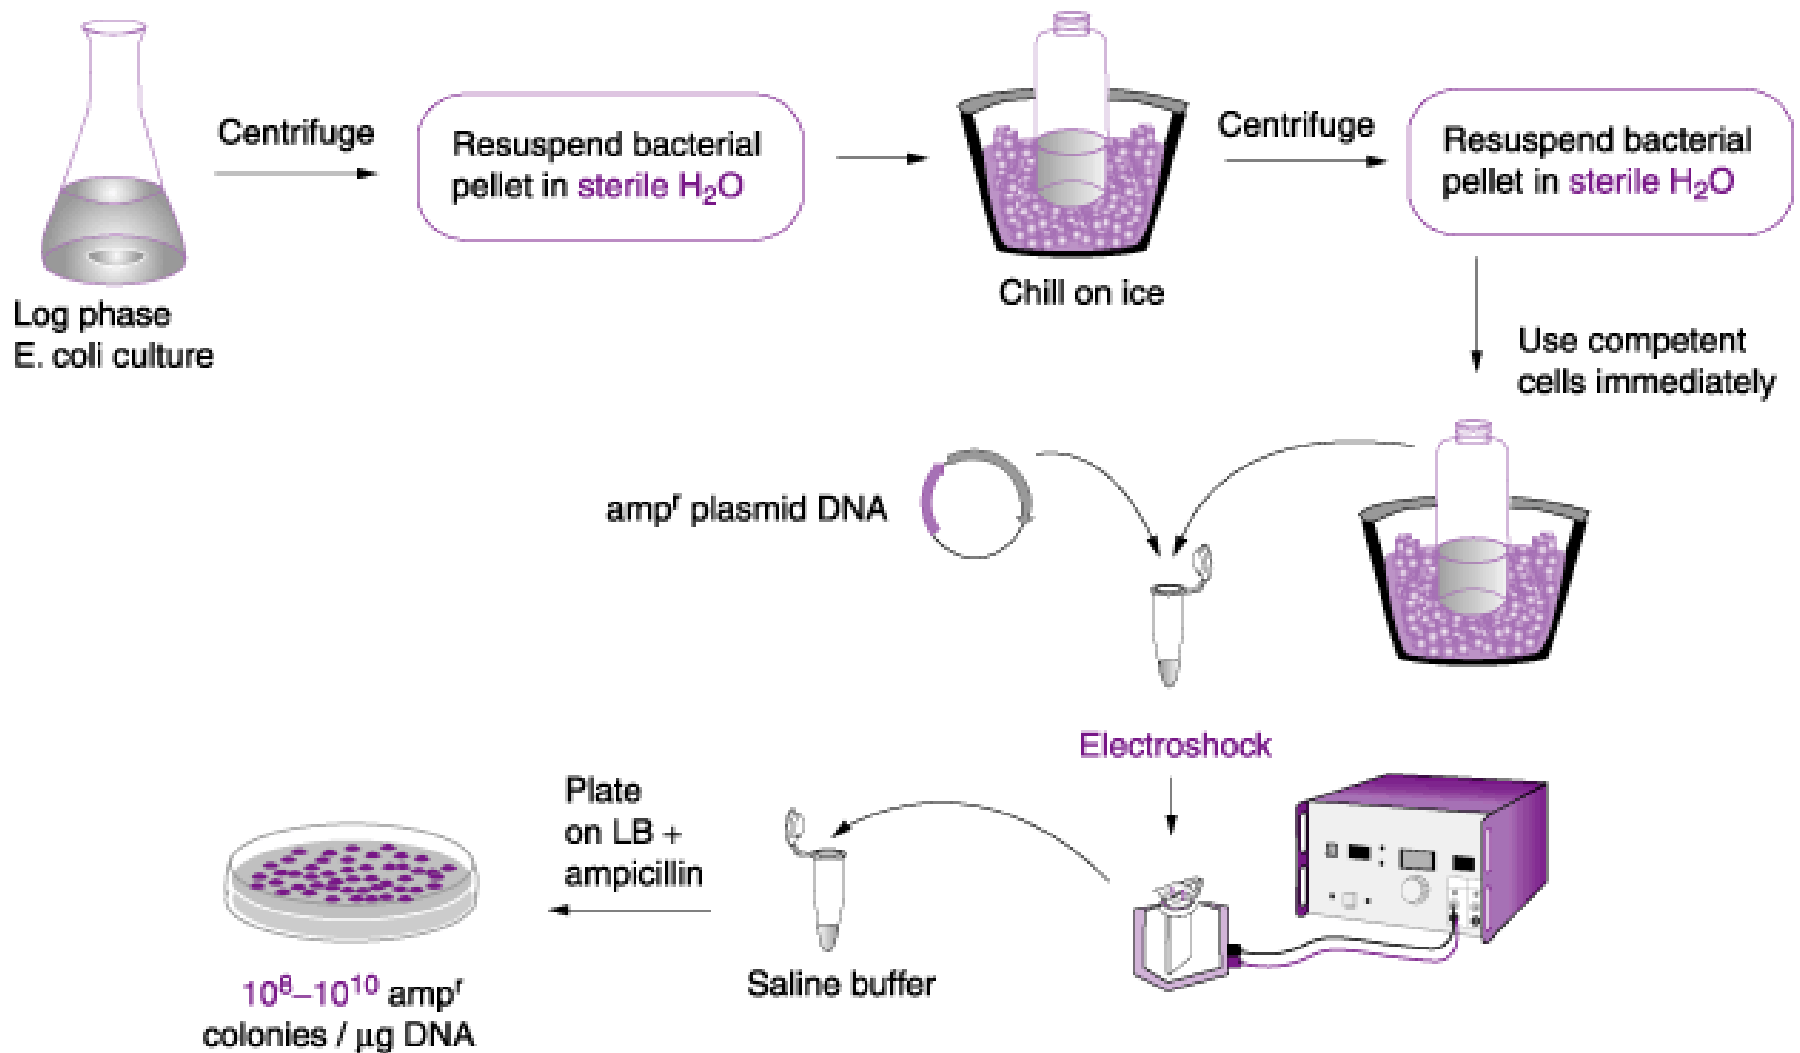 Log phase
E. coli culture
Centrifuge
Resuspend bacterial
pellet in sterile H₂O
Chill on ice
Centrifuge
Resuspend bacterial
pellet in sterile H₂O
Use competent
cells immediately
ampʳ plasmid DNA
Electroshock
Saline buffer
Plate
on LB +
ampicillin
10⁸–10¹⁰ ampʳ
colonies / µg DNA